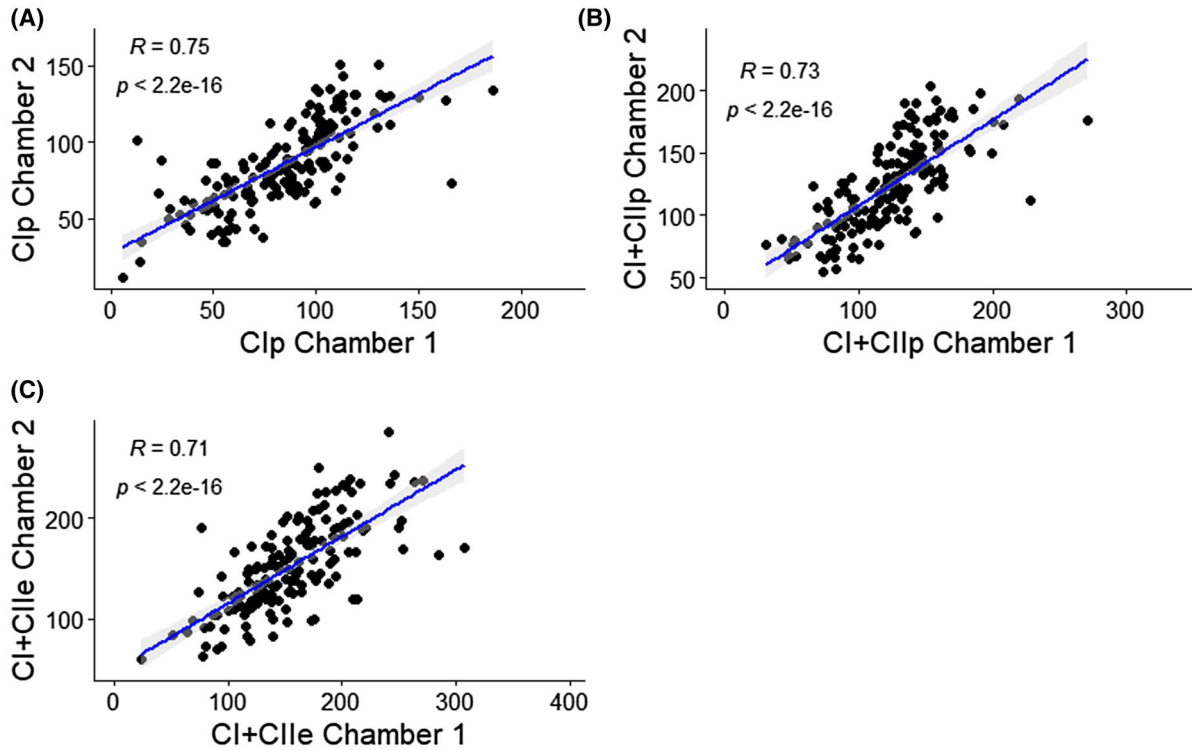 (A)
R = 0.75
p < 2.2e-16
150
100
50
0 50 100 150 200
CIp Chamber 2
CIp Chamber 1
(B)
R = 0.73
p < 2.2e-16
200
150
100
50
0 100 200 300
CI+CIIp Chamber 2
CI+CIIp Chamber 1
(C)
R = 0.71
p < 2.2e-16
200
100
0 100 200 300 400
CI+CIIe Chamber 2
CI+CIIe Chamber 1